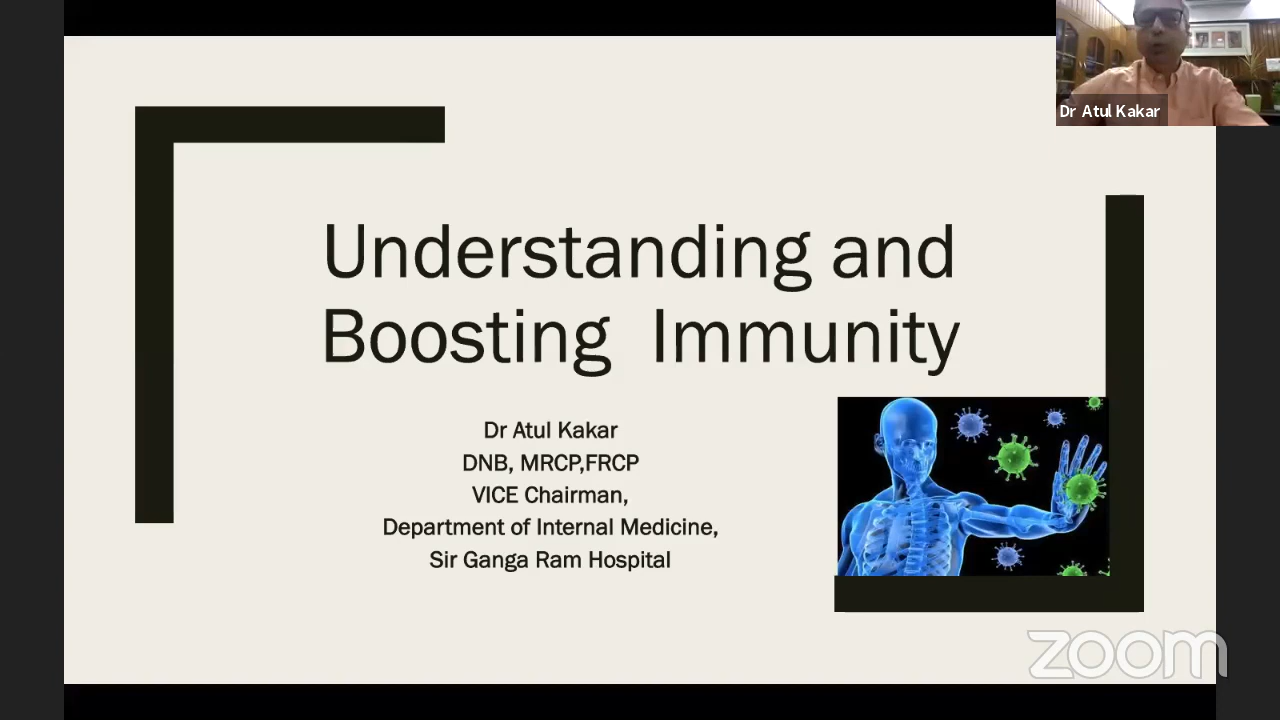 Dr Atul Kakar
Understanding and
Boosting Immunity
Dr Atul Kakar
DNB, MRCP,FRCP
VICE Chairman,
Department of Internal Medicine,
Sir Ganga Ram Hospital
zoom